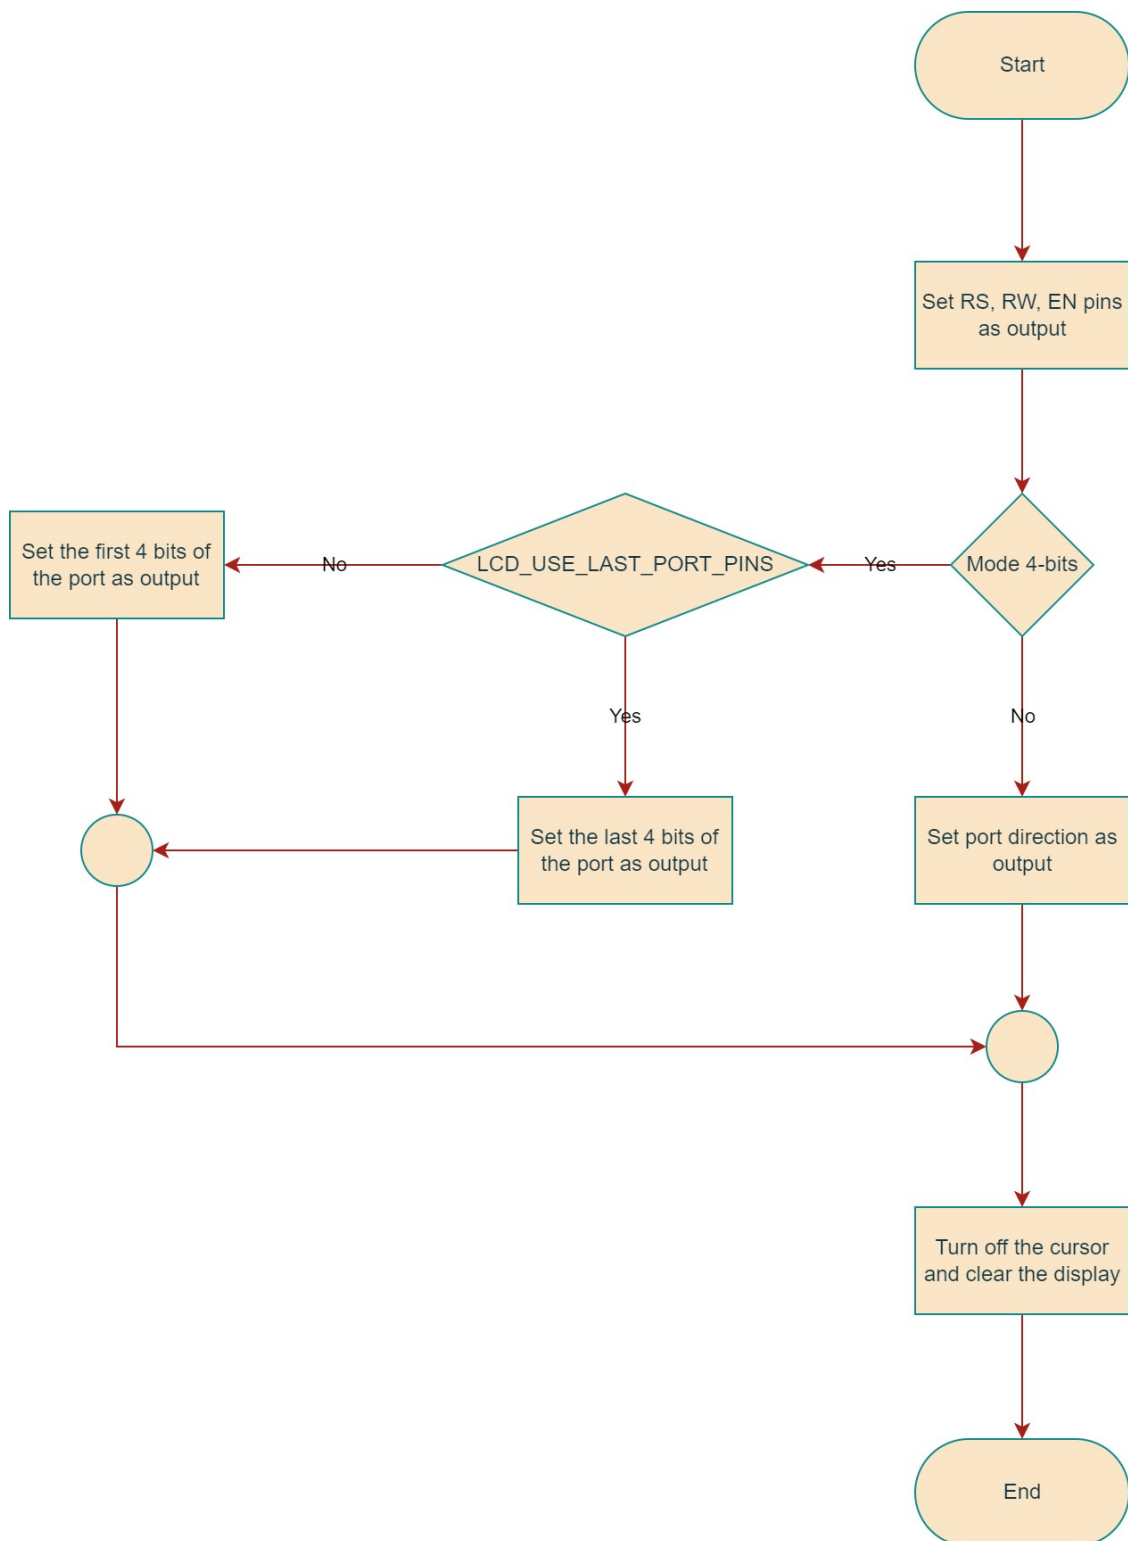 Start
Set RS, RW, EN pins
as output
Mode 4-bits
Yes
LCD_USE_LAST_PORT_PINS
No
Set the first 4 bits of
the port as output
Yes
Set the last 4 bits of
the port as output
No
Set port direction as
output
Turn off the cursor
and clear the display
End